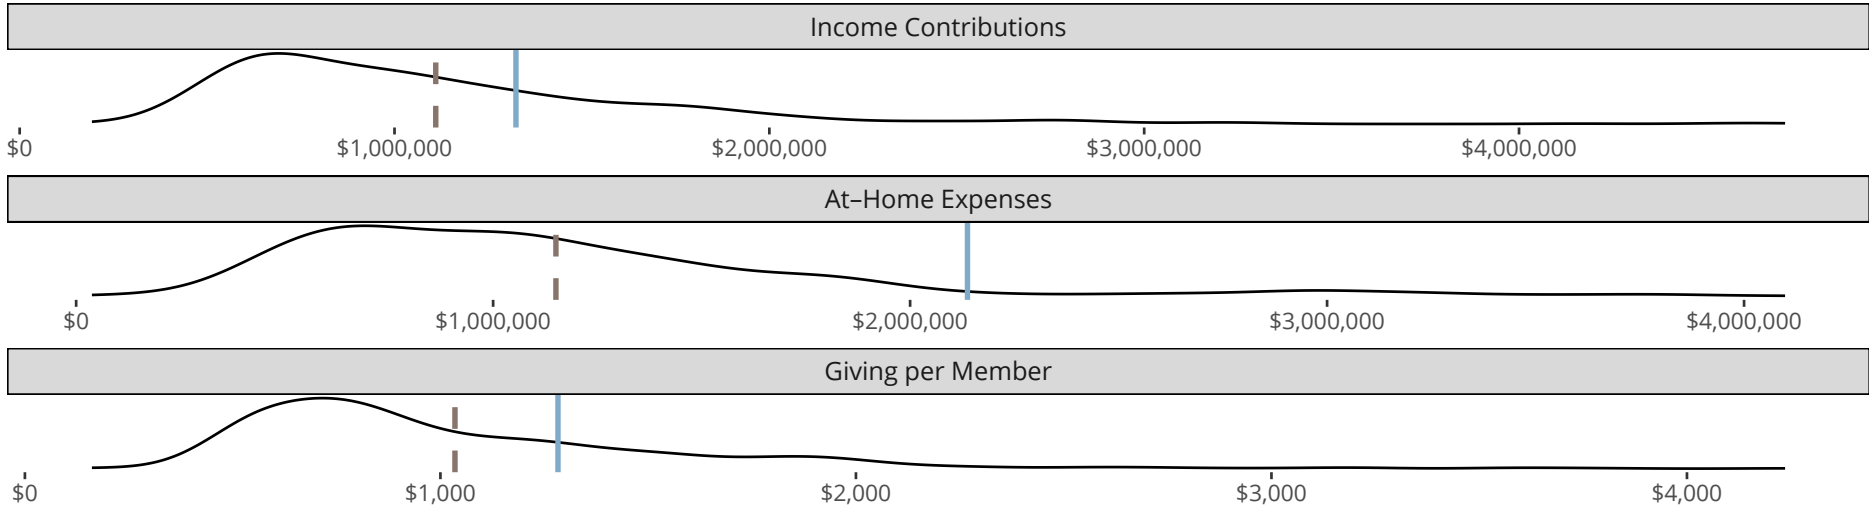 Income Contributions
$0 $1,000,000 $2,000,000 $3,000,000 $4,000,000
At–Home Expenses
$0 $1,000,000 $2,000,000 $3,000,000 $4,000,000
Giving per Member
$0 $1,000 $2,000 $3,000 $4,000